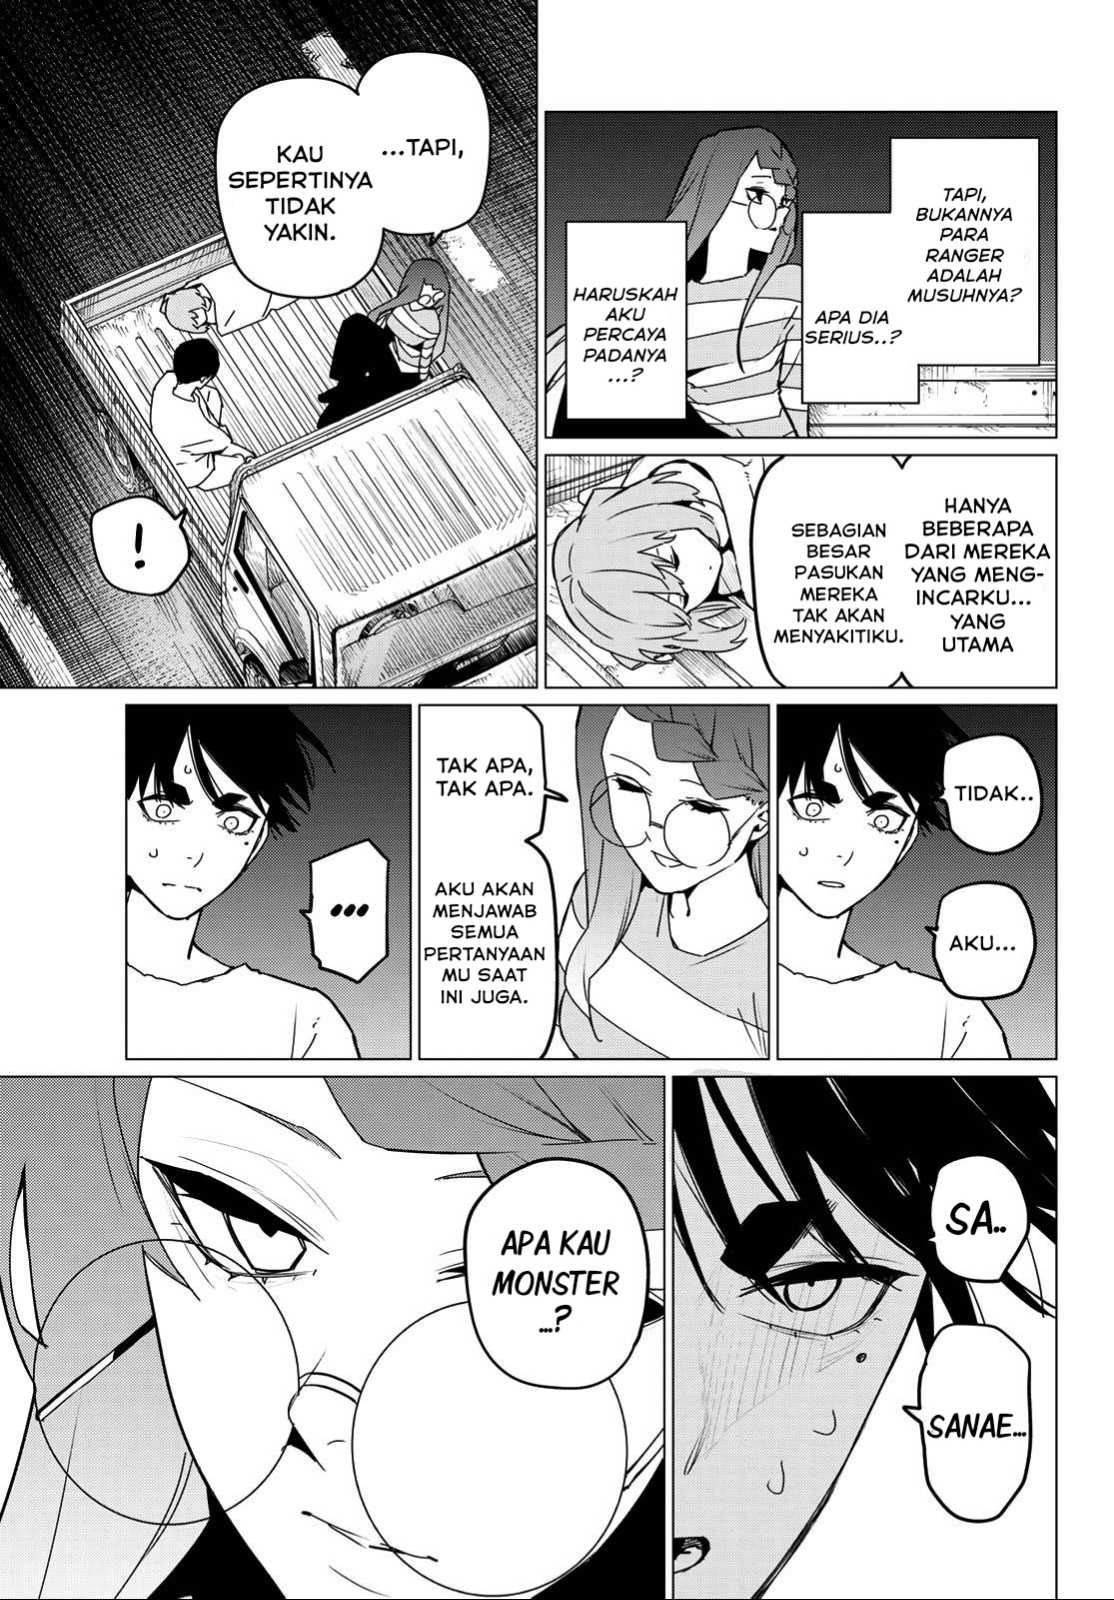 TAPI,
BUKANNYA
PARA
RANGER
ADALAH
MUSUHNYA?
APA DIA
SERIUS..?
HARUSKAH
AKU
PERCAYA
PADANYA
...?
...TAPI,
KAU
SEPERTINYA
TIDAK
YAKIN.
!
HANYA
BEBERAPA
DARI MEREKA
YANG MENG-
INCARKU...
YANG
UTAMA
SEBAGIAN
BESAR
PASUKAN
MEREKA
TAK AKAN
MENYAKITIKU.
TIDAK..
AKU...
TAK APA,
TAK APA.
AKU AKAN
MENJAWAB
SEMUA
PERTANYAAN
MU SAAT
INI JUGA.
...
SA..
SANAE...
APA KAU
MONSTER
...?